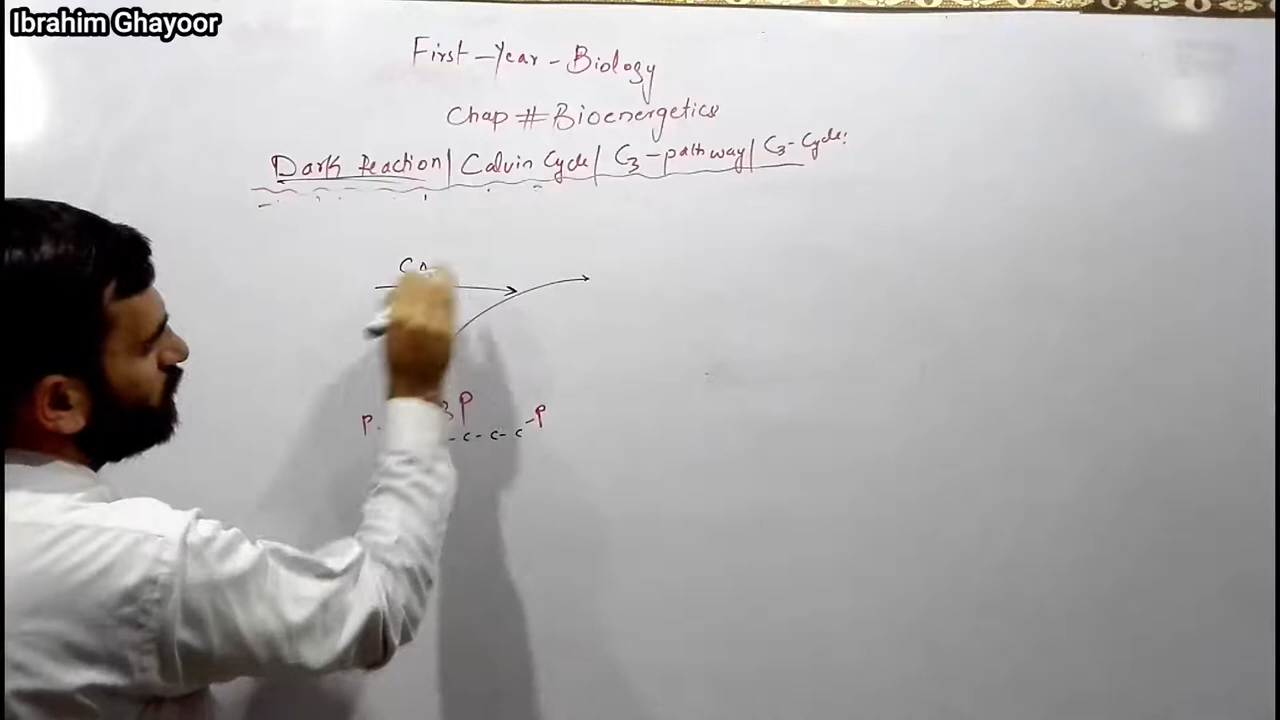 Ibrahim Ghayoor
First-Year-Biology
Chap # Bioenergetics
Dark Reaction / Calvin Cycle / C3-pathway / C3-Cycle:
P
P -P
- c - c - c